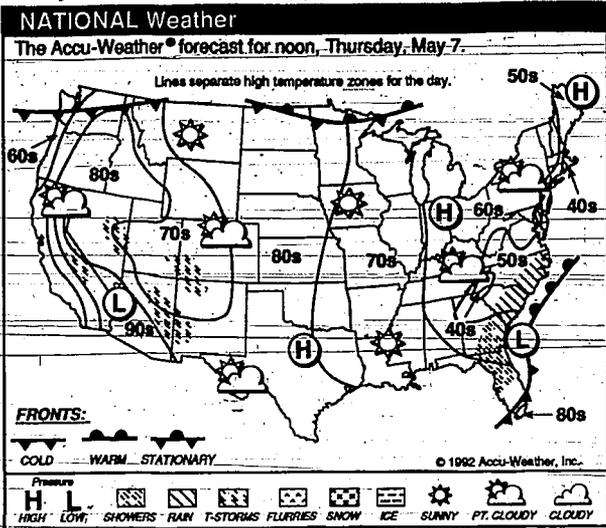 NATIONAL Weather
The Accu-Weather® forecast for noon, Thursday, May 7.
Lines separate high temperature zones for the day.
50s
H
60s
80s
40s
70s
H
60s
80s
70s
50s
L
90s
40s
H
L
80s
FRONTS:
COLD WARM STATIONARY
© 1992 Accu-Weather, Inc.
Pressure
H L
HIGH LOW SHOWERS RAIN T-STORMS FLURRIES SNOW ICE SUNNY PT. CLOUDY CLOUDY